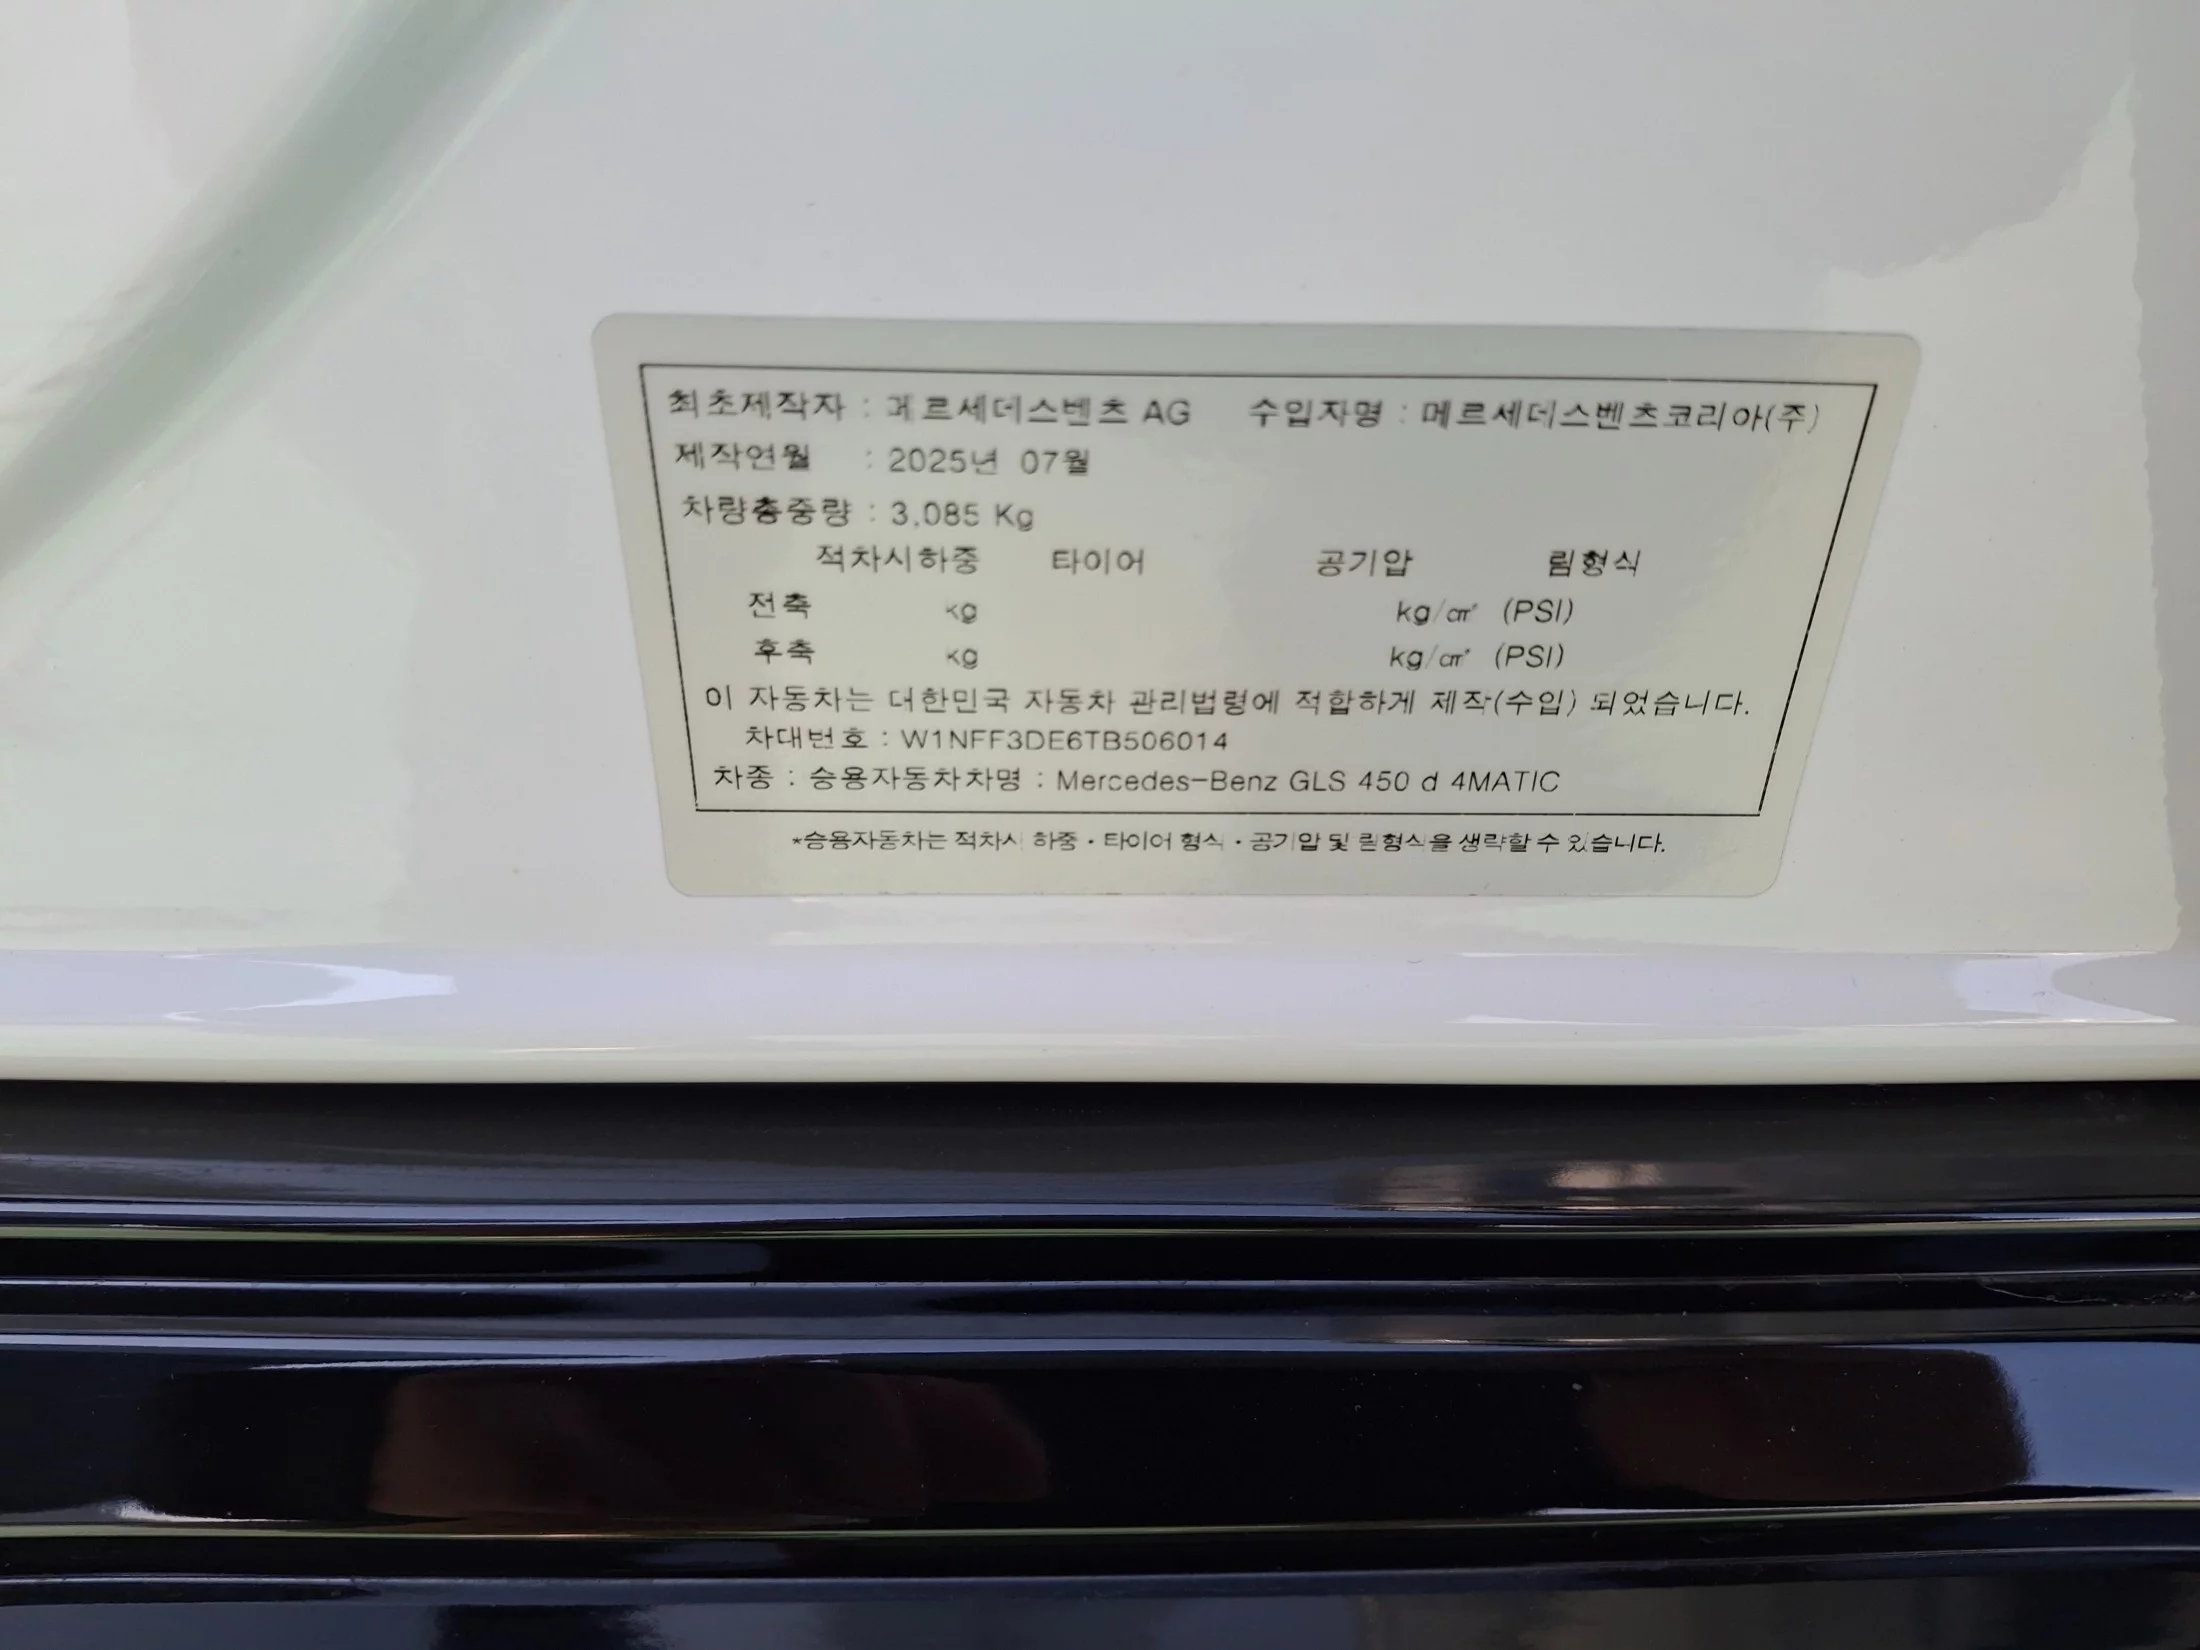 최초제작자 : 메르세데스벤츠 AG 수입자명 : 메르세데스벤츠코리아(주)
제작연월 : 2025년 07월
차량총중량 : 3,085 Kg
적차시하중 타이어 공기압 림형식
전축 kg kg/㎠ (PSI)
후축 kg kg/㎠ (PSI)
이 자동차는 대한민국 자동차 관리법령에 적합하게 제작(수입) 되었습니다.
차대번호 : W1NFF3DE6TB506014
차종 : 승용자동차차명 : Mercedes-Benz GLS 450 d 4MATIC
*승용자동차는 적차시 하중·타이어 형식·공기압 및 림형식을 생략할 수 있습니다.